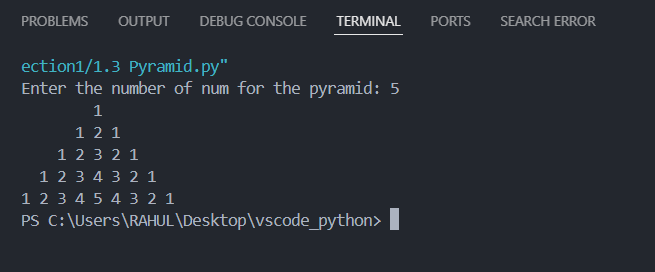 PROBLEMS OUTPUT DEBUG CONSOLE TERMINAL PORTS SEARCH ERROR
ection1/1.3 Pyramid.py"
Enter the number of num for the pyramid: 5
        1
      1 2 1
    1 2 3 2 1
  1 2 3 4 3 2 1
1 2 3 4 5 4 3 2 1
PS C:\Users\RAHUL\Desktop\vscode_python>